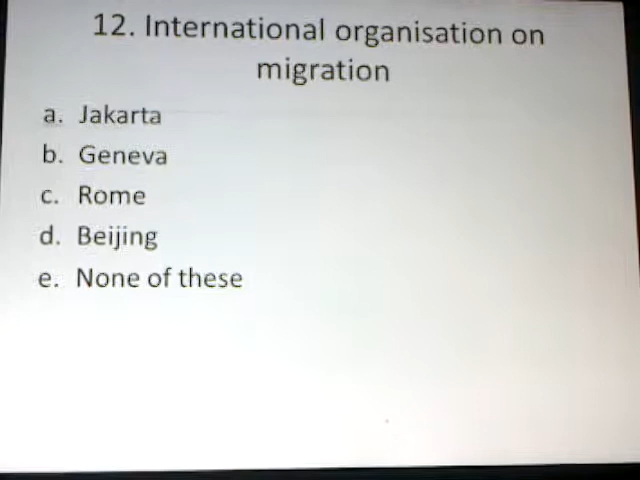 12. International organisation on
migration
a. Jakarta
b. Geneva
c. Rome
d. Beijing
e. None of these